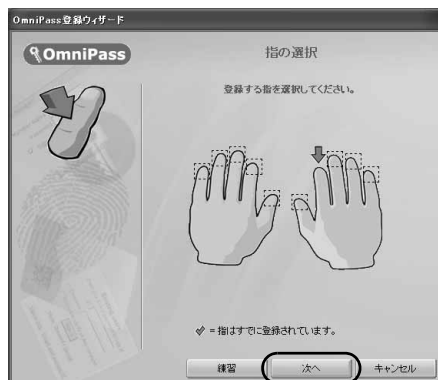 OmniPass登録ウィザード
OmniPass
指の選択
登録する指を選択してください。
= 指はすでに登録されています。
練習
次へ
キャンセル